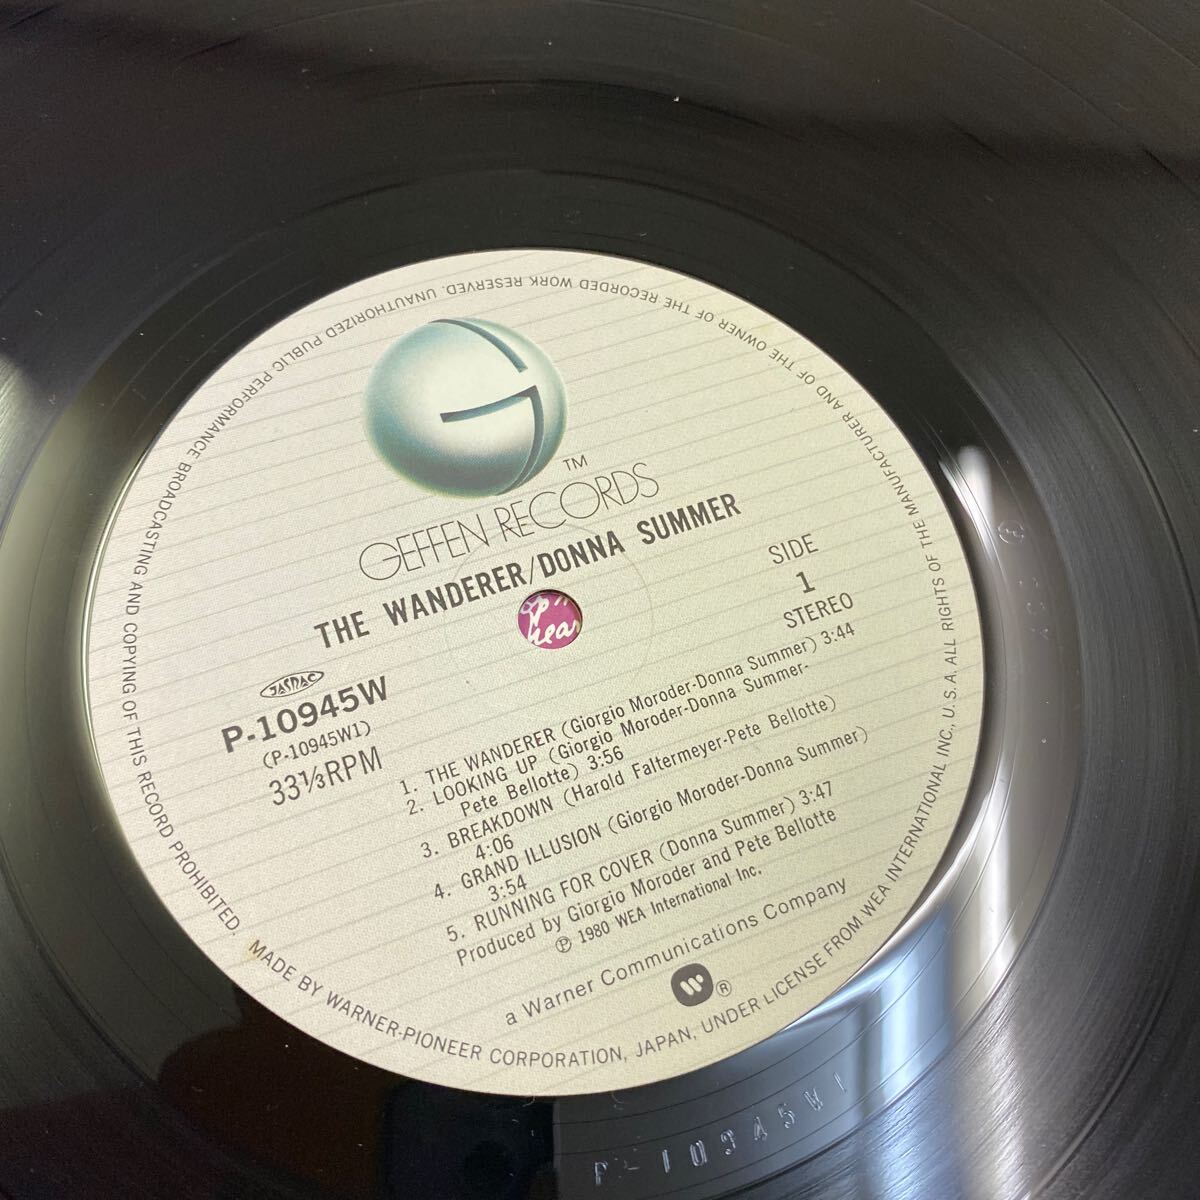 GEFFEN RECORDS
TM
THE WANDERER/DONNA SUMMER
SIDE
1
STEREO
JASRAC
P-10945W
(P-10945W1)
33⅓RPM
1. THE WANDERER (Giorgio Moroder-Donna Summer) 3:44
2. LOOKING UP (Giorgio Moroder-Donna Summer-
Pete Bellotte) 3:56
3. BREAKDOWN (Harold Faltermeyer-Pete Bellotte)
4:06
4. GRAND ILLUSION (Giorgio Moroder-Donna Summer)
3:54
5. RUNNING FOR COVER (Donna Summer) 3:47
Produced by Giorgio Moroder and Pete Bellotte
Ⓟ 1980 WEA International Inc.
a Warner Communications Company
®
MADE BY WARNER-PIONEER CORPORATION, JAPAN, UNDER LICENSE FROM WEA INTERNATIONAL INC., U.S.A. ALL RIGHTS OF THE MANUFACTURER AND OF THE OWNER OF THE RECORDED WORK RESERVED. UNAUTHORIZED PUBLIC PERFORMANCE BROADCASTING AND COPYING OF THIS RECORD PROHIBITED.
P-10945W1